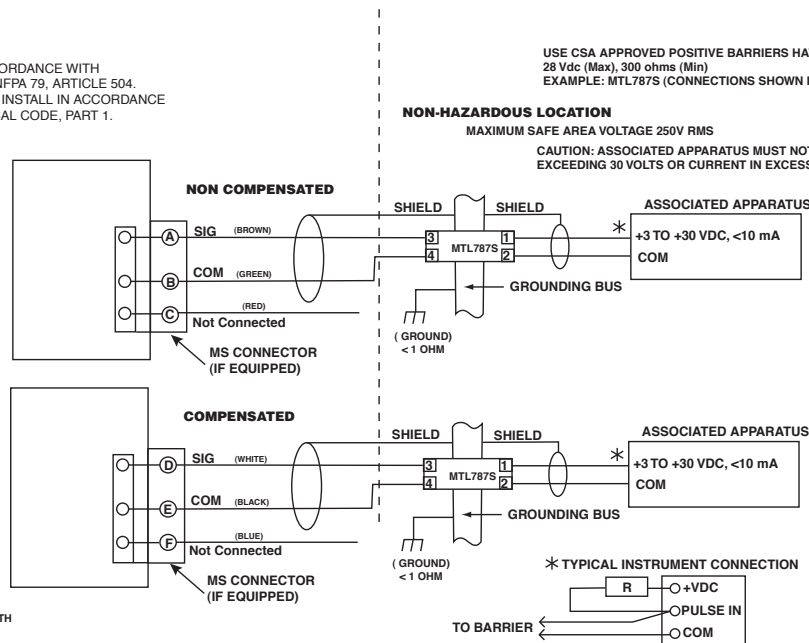 ORDANCE WITH
NFPA 79, ARTICLE 504.
INSTALL IN ACCORDANCE
AL CODE, PART 1.
USE CSA APPROVED POSITIVE BARRIERS
28 Vdc (Max), 300 ohms (Min)
EXAMPLE: MTL787S (CONNECTIONS SHOWN
NON-HAZARDOUS LOCATION
MAXIMUM SAFE AREA VOLTAGE 250V RMS
CAUTION: ASSOCIATED APPARATUS MUST NOT
EXCEEDING 30 VOLTS OR CURRENT IN EXCESS
NON COMPENSATED
A SIG (BROWN)
B COM (GREEN)
C (RED)
Not Connected
MS CONNECTOR
(IF EQUIPPED)
SHIELD SHIELD
3 MTL787S 1
4 2
GROUNDING BUS
( GROUND)
< 1 OHM
ASSOCIATED APPARATUS
* +3 TO +30 VDC, <10 mA
COM
COMPENSATED
D SIG (WHITE)
E COM (BLACK)
F (BLUE)
Not Connected
MS CONNECTOR
(IF EQUIPPED)
SHIELD SHIELD
3 MTL787S 1
4 2
GROUNDING BUS
( GROUND)
< 1 OHM
ASSOCIATED APPARATUS
* +3 TO +30 VDC, <10 mA
COM
* TYPICAL INSTRUMENT CONNECTION
R +VDC
PULSE IN
TO BARRIER COM
TH